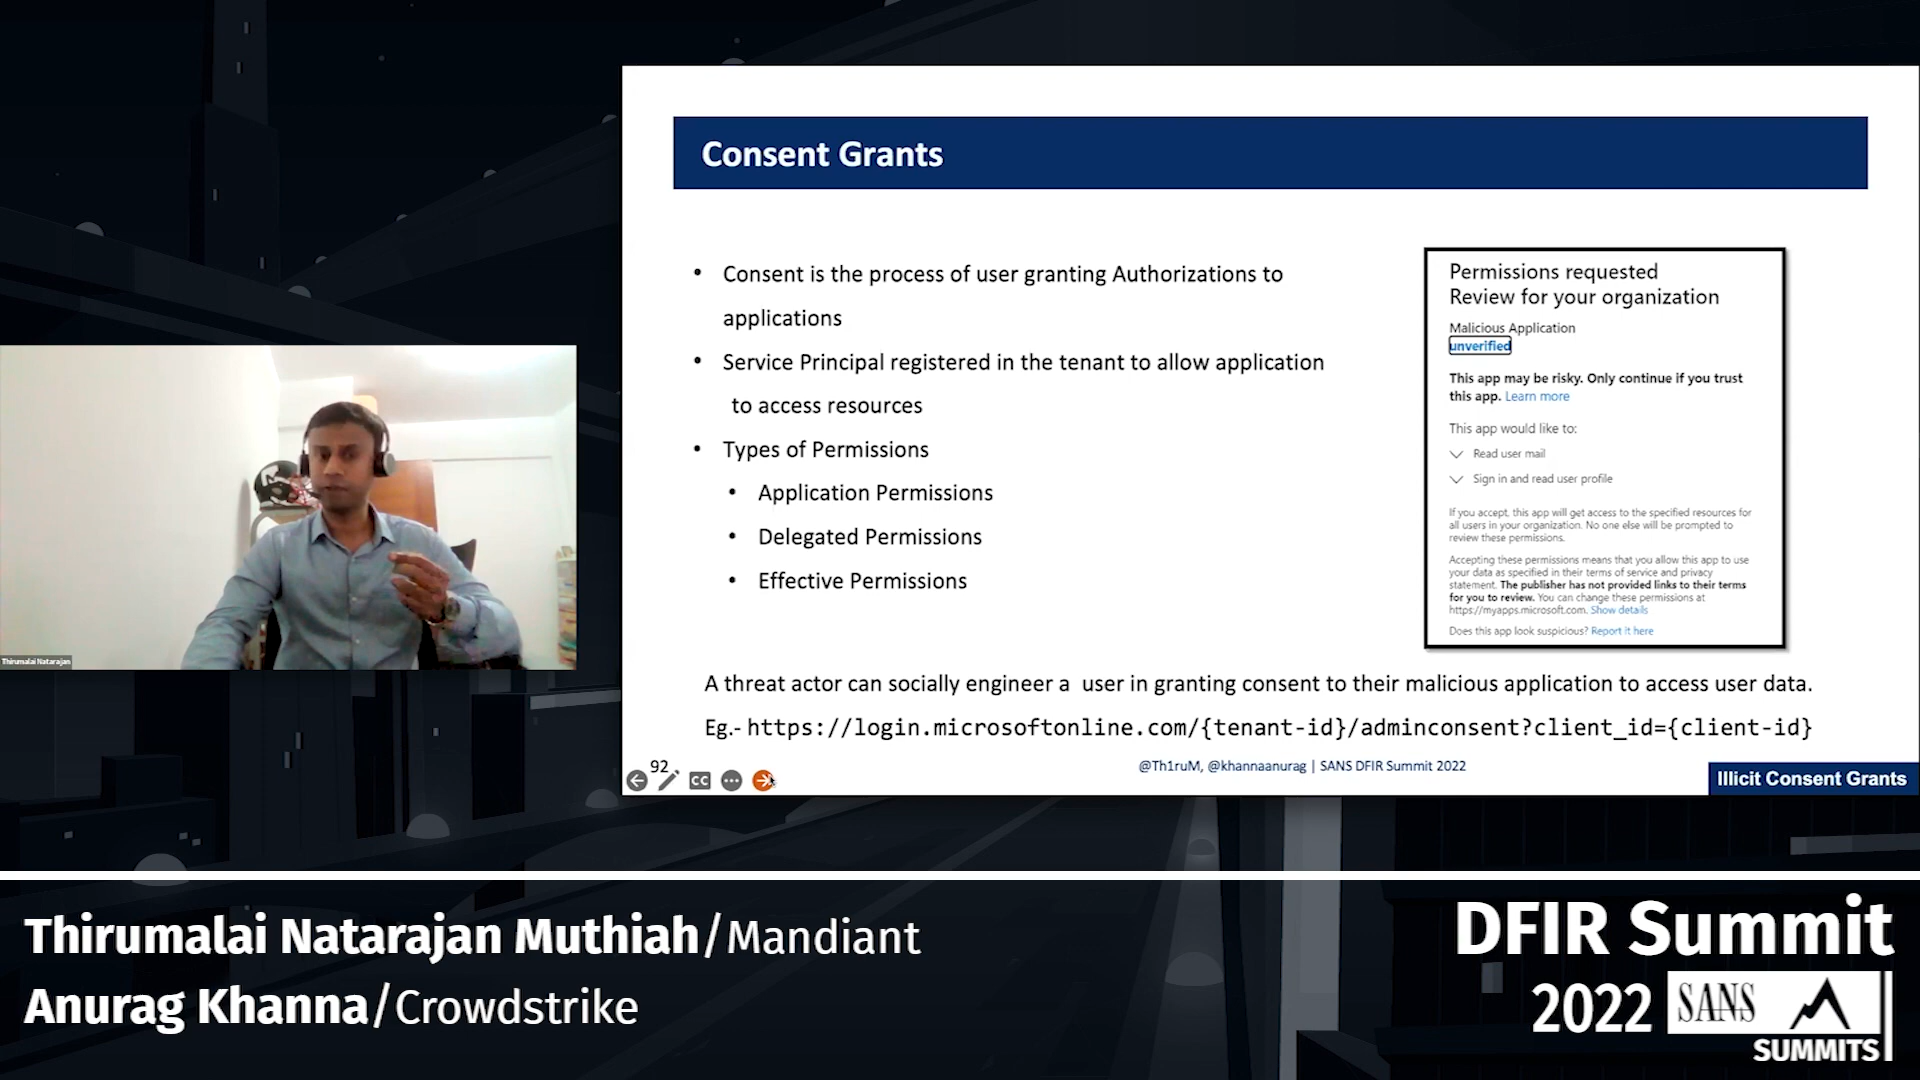 Consent Grants
• Consent is the process of user granting Authorizations to
applications
• Service Principal registered in the tenant to allow application
to access resources
• Types of Permissions
• Application Permissions
• Delegated Permissions
• Effective Permissions
Permissions requested
Review for your organization
Malicious Application
unverified
This app may be risky. Only continue if you trust
this app. Learn more
This app would like to:
Read user mail
Sign in and read user profile
If you accept, this app will get access to the specified resources for
all users in your organization. No one else will be prompted to
review these permissions.
Accepting these permissions means that you allow this app to use
your data as specified in their terms of service and privacy
statement. The publisher has not provided links to their terms
for you to review. You can change these permissions at
https://myapps.microsoft.com. Show details
Does this app look suspicious? Report it here
A threat actor can socially engineer a user in granting consent to their malicious application to access user data.
Eg.- https://login.microsoftonline.com/{tenant-id}/adminconsent?client_id={client-id}
92
CC
@Th1ruM, @khannaanurag | SANS DFIR Summit 2022
Illicit Consent Grants
Thirumalai Natarajan
Thirumalai Natarajan Muthiah/Mandiant
Anurag Khanna/Crowdstrike
DFIR Summit
2022 SANS
SUMMITS